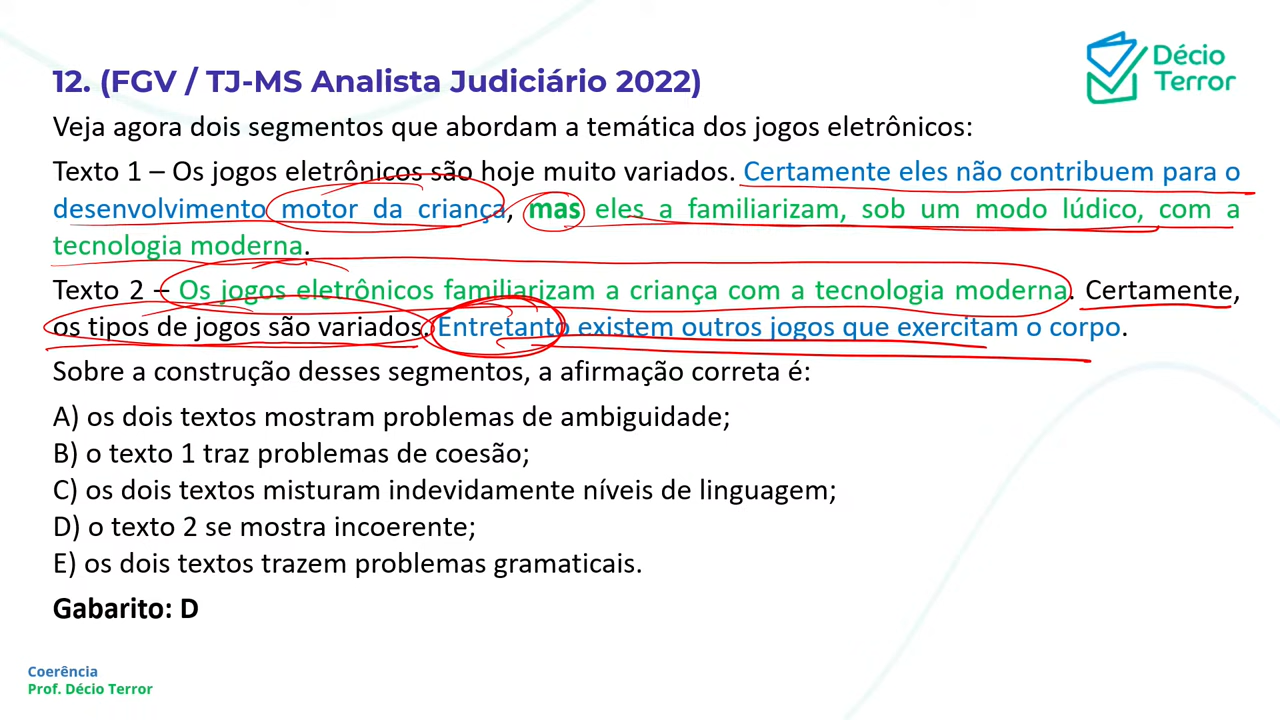 Décio
Terror
12. (FGV / TJ-MS Analista Judiciário 2022)
Veja agora dois segmentos que abordam a temática dos jogos eletrônicos:
Texto 1 – Os jogos eletrônicos são hoje muito variados. Certamente eles não contribuem para o
desenvolvimento motor da criança, mas eles a familiarizam, sob um modo lúdico, com a
tecnologia moderna.
Texto 2 – Os jogos eletrônicos familiarizam a criança com a tecnologia moderna. Certamente,
os tipos de jogos são variados. Entretanto existem outros jogos que exercitam o corpo.
Sobre a construção desses segmentos, a afirmação correta é:
A) os dois textos mostram problemas de ambiguidade;
B) o texto 1 traz problemas de coesão;
C) os dois textos misturam indevidamente níveis de linguagem;
D) o texto 2 se mostra incoerente;
E) os dois textos trazem problemas gramaticais.
Gabarito: D
Coerência
Prof. Décio Terror